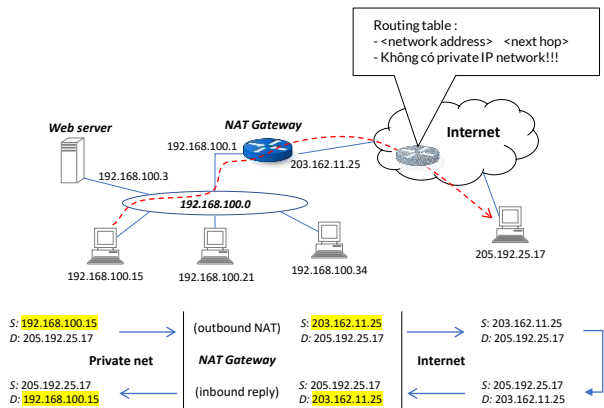 Routing table :
- <network address> <next hop>
- Không có private IP network!!!
Web server
NAT Gateway
Internet
192.168.100.1
203.162.11.25
192.168.100.3
192.168.100.0
205.192.25.17
192.168.100.15
192.168.100.21
192.168.100.34
S: 192.168.100.15
D: 205.192.25.17
(outbound NAT)
S: 203.162.11.25
D: 205.192.25.17
S: 203.162.11.25
D: 205.192.25.17
Private net
NAT Gateway
Internet
S: 205.192.25.17
D: 192.168.100.15
(inbound reply)
S: 205.192.25.17
D: 203.162.11.25
S: 205.192.25.17
D: 203.162.11.25